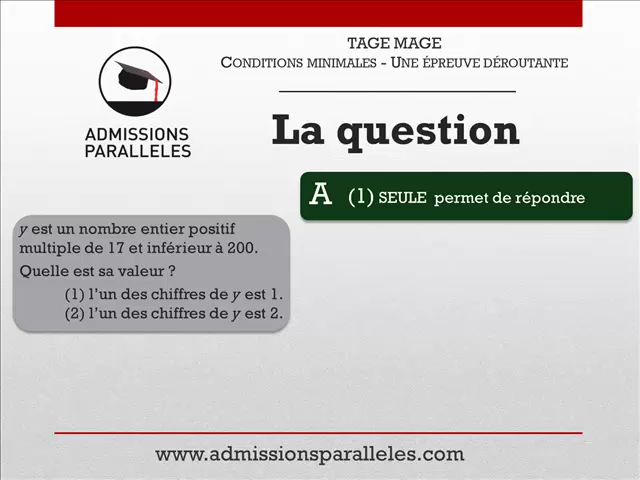 TAGE MAGE
CONDITIONS MINIMALES - UNE ÉPREUVE DÉROUTANTE
ADMISSIONS
PARALLELES
La question
A (1) SEULE permet de répondre
y est un nombre entier positif
multiple de 17 et inférieur à 200.
Quelle est sa valeur ?
(1) l'un des chiffres de y est 1.
(2) l'un des chiffres de y est 2.
www.admissionsparalleles.com